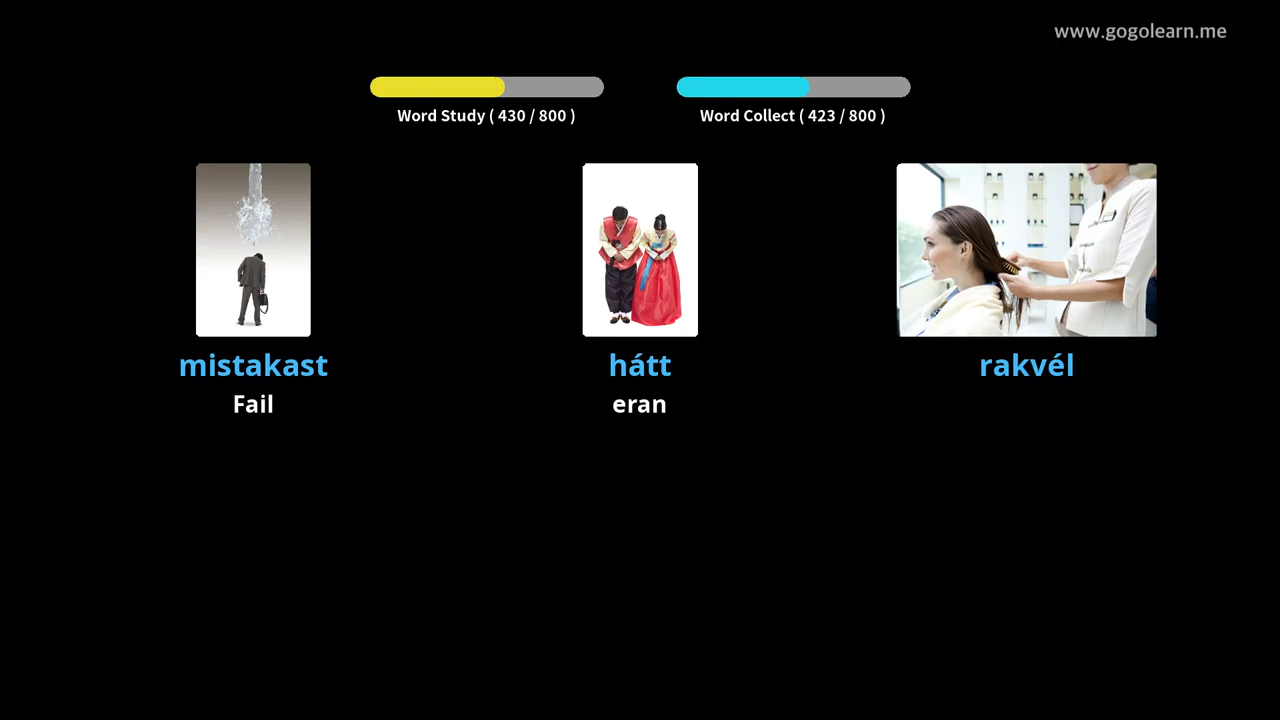 www.gogolearn.me
Word Study ( 430 / 800 )
Word Collect ( 423 / 800 )
mistakast
hátt
rakvél
Fail
eran